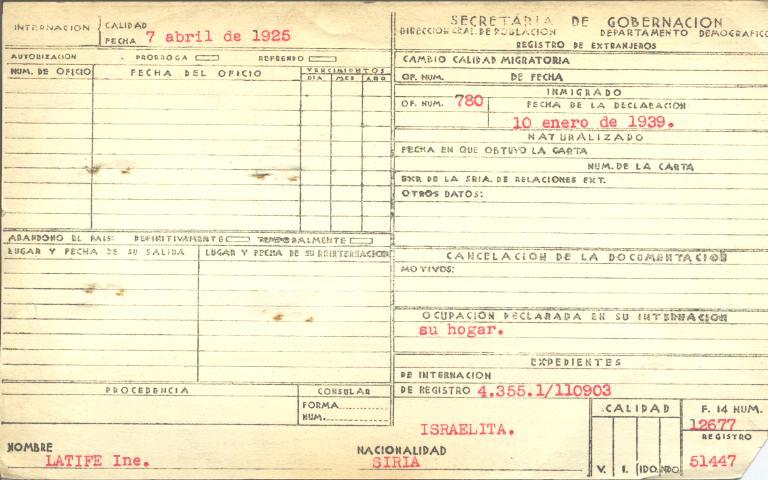 INTERNACION CALIDAD
FECHA 7 abril de 1925
AUTORIZACIÓN PRORROGA REFRENDO
NUM. DE OFICIO FECHA DEL OFICIO VENCIMIENTOS
DIA MES AÑO
ABANDONO EL PAIS: DEFINITIVAMENTE TEMPORALMENTE
LUGAR Y FECHA DE SU SALIDA LUGAR Y FECHA DE SU REINTERNACION
PROCEDENCIA CONSULAR
FORMA
NUM.
SECRETARIA DE GOBERNACION
DIRECCION GRAL. DE POBLACION DEPARTAMENTO DEMOGRAFICO
REGISTRO DE EXTRANJEROS
CAMBIO CALIDAD MIGRATORIA
OF. NUM. DE FECHA
INMIGRADO
OF. NUM. 780 FECHA DE LA DECLARACION
10 enero de 1939.
NATURALIZADO
FECHA EN QUE OBTUVO LA CARTA
NUM. DE LA CARTA
EXP. DE LA SRIA. DE RELACIONES EXT.
OTROS DATOS:
CANCELACION DE LA DOCUMENTACION
MOTIVOS:
OCUPACION DECLARADA EN SU INTERNACION
su hogar.
EXPEDIENTES
DE INTERNACION
DE REGISTRO 4.355.1/110903
CALIDAD F. 14 NUM.
12677
REGISTRO
51447
V. I. IDO. NDO
ISRAELITA.
NOMBRE NACIONALIDAD
LATIFE Ine. SIRIA